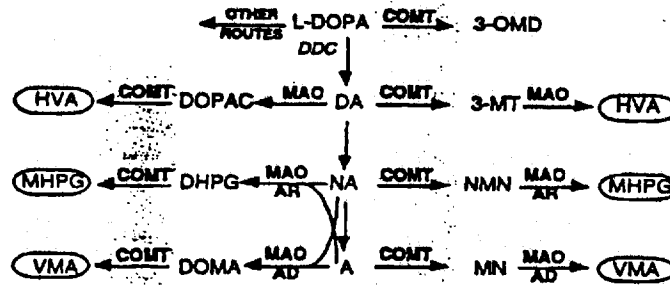 OTHER ROUTES L-DOPA COMT 3-OMD
DDC
HVA COMT DOPAC MAO DA COMT 3-MT MAO HVA
MHPG COMT DHPG MAO AR NA COMT NMN MAO AR MHPG
VMA COMT DOMA MAO AD A COMT MN MAO AD VMA